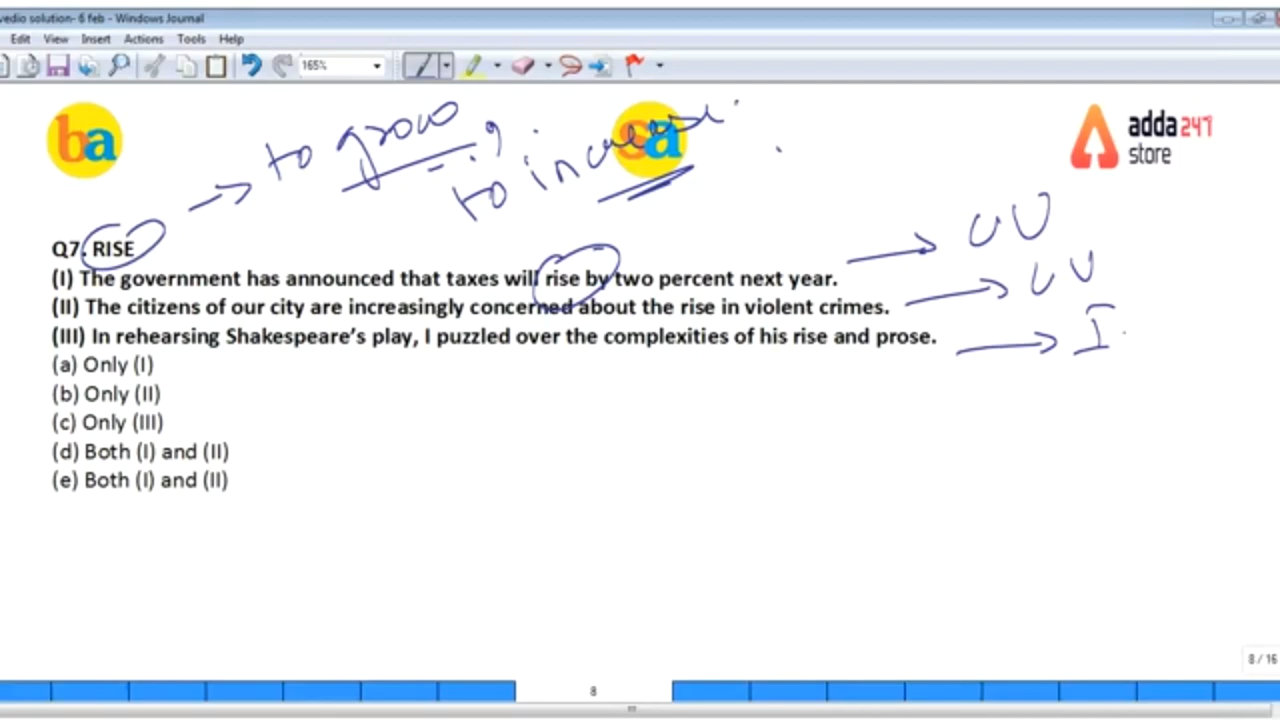 vedio solution- 6 feb - Windows Journal
Edit View Insert Actions Tools Help
165%
ba
sa
adda 247
store
to grow,
to increase.
Q7. RISE
(I) The government has announced that taxes will rise by two percent next year.
(II) The citizens of our city are increasingly concerned about the rise in violent crimes.
(III) In rehearsing Shakespeare’s play, I puzzled over the complexities of his rise and prose.
I
(a) Only (I)
(b) Only (II)
(c) Only (III)
(d) Both (I) and (II)
(e) Both (I) and (II)
8 / 16
8